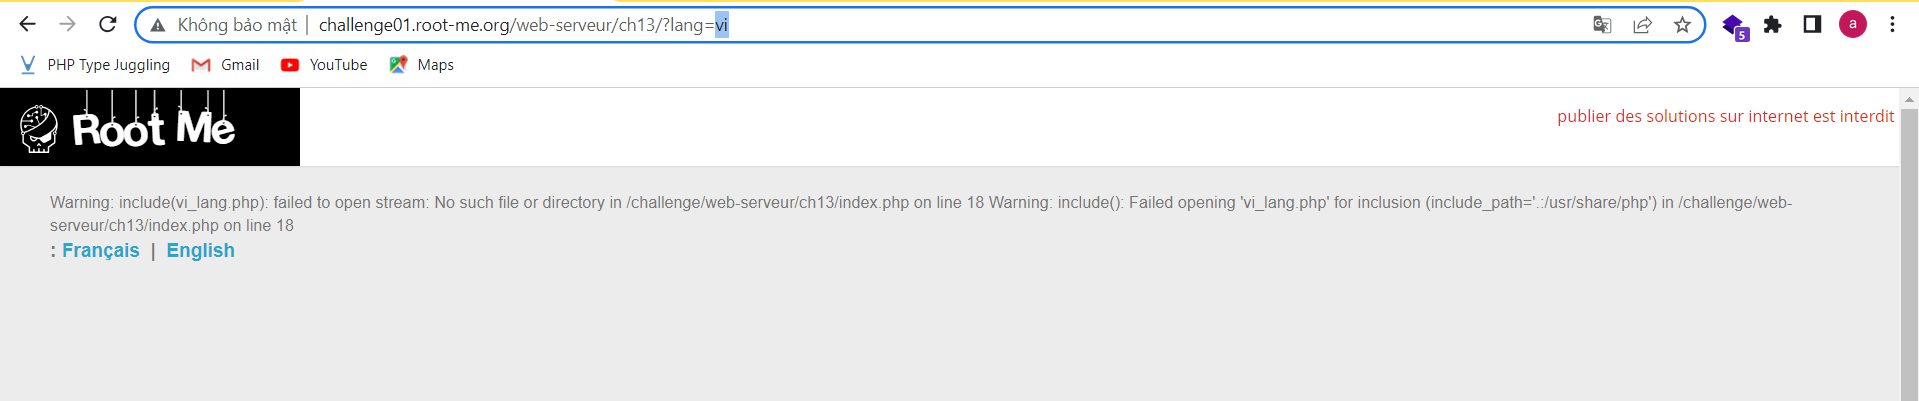 Không bảo mật challenge01.root-me.org/web-serveur/ch13/?lang=vi
5
a
PHP Type Juggling Gmail YouTube Maps
Root Me
publier des solutions sur internet est interdit
Warning: include(vi_lang.php): failed to open stream: No such file or directory in /challenge/web-serveur/ch13/index.php on line 18 Warning: include(): Failed opening 'vi_lang.php' for inclusion (include_path='.:/usr/share/php') in /challenge/web-
serveur/ch13/index.php on line 18
: Français | English